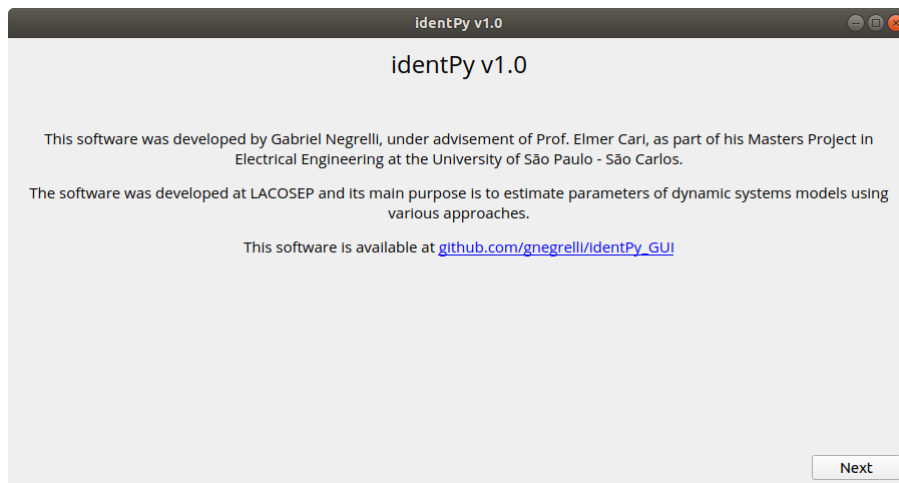 identPy v1.0
identPy v1.0
This software was developed by Gabriel Negrelli, under advisement of Prof. Elmer Cari, as part of his Masters Project in
Electrical Engineering at the University of São Paulo - São Carlos.
The software was developed at LACOSEP and its main purpose is to estimate parameters of dynamic systems models using
various approaches.
This software is available at github.com/gnegrelli/identPy_GUI
Next